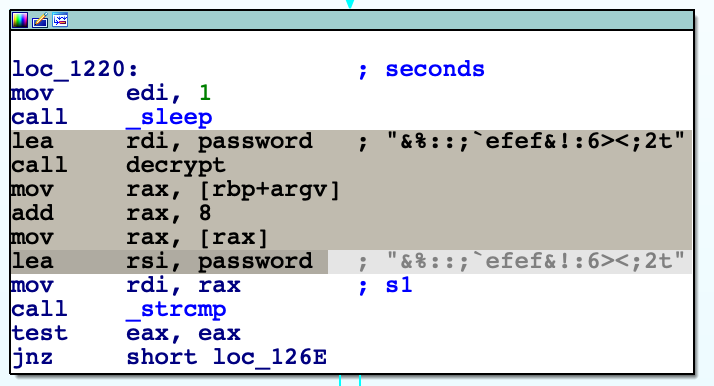 loc_1220: ; seconds
mov edi, 1
call _sleep
lea rdi, password ; "&%::;`efef&!:6><;2t"
call decrypt
mov rax, [rbp+argv]
add rax, 8
mov rax, [rax]
lea rsi, password ; "&%::;`efef&!:6><;2t"
mov rdi, rax ; s1
call _strcmp
test eax, eax
jnz short loc_126E